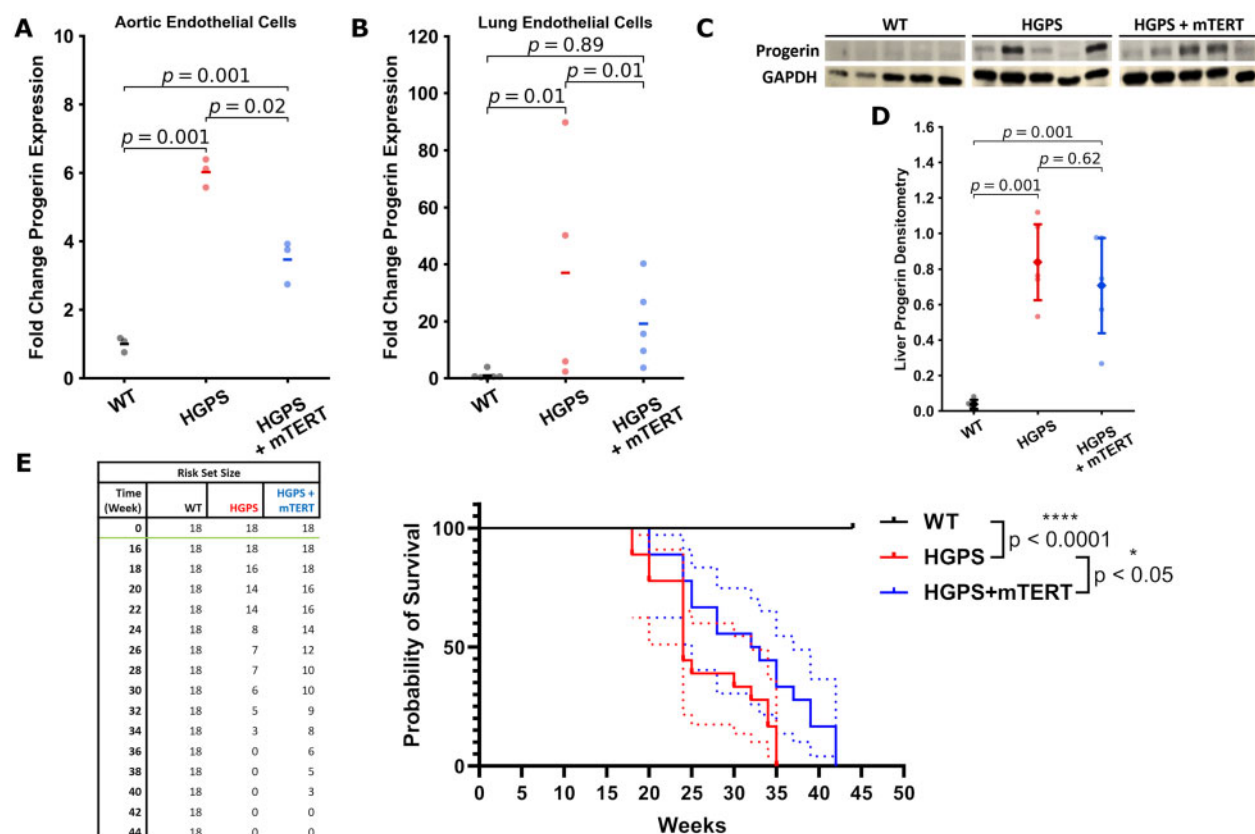 A
Aortic Endothelial Cells
Fold Change Progerin Expression
10
8
6
4
2
0
p = 0.001
p = 0.02
p = 0.001
WT
HGPS
HGPS
+ mTERT
B
Lung Endothelial Cells
Fold Change Progerin Expression
120
100
80
60
40
20
0
p = 0.89
p = 0.01
p = 0.01
WT
HGPS
HGPS
+ mTERT
C
WT HGPS HGPS + mTERT
Progerin
GAPDH
D
Liver Progerin Densitometry
1.6
1.4
1.2
1.0
0.8
0.6
0.4
0.2
0.0
p = 0.001
p = 0.62
p = 0.001
WT
HGPS
HGPS
+ mTERT
E
Risk Set Size
Time (Week) WT HGPS HGPS + mTERT
0 18 18 18
16 18 18 18
18 18 16 18
20 18 14 16
22 18 14 16
24 18 8 14
26 18 7 12
28 18 7 10
30 18 6 10
32 18 5 9
34 18 3 8
36 18 0 6
38 18 0 5
40 18 0 3
42 18 0 0
44 18 0 0
Probability of Survival
100
50
0
0 5 10 15 20 25 30 35 40 45 50
Weeks
WT
HGPS
HGPS+mTERT
****
p < 0.0001
*
p < 0.05